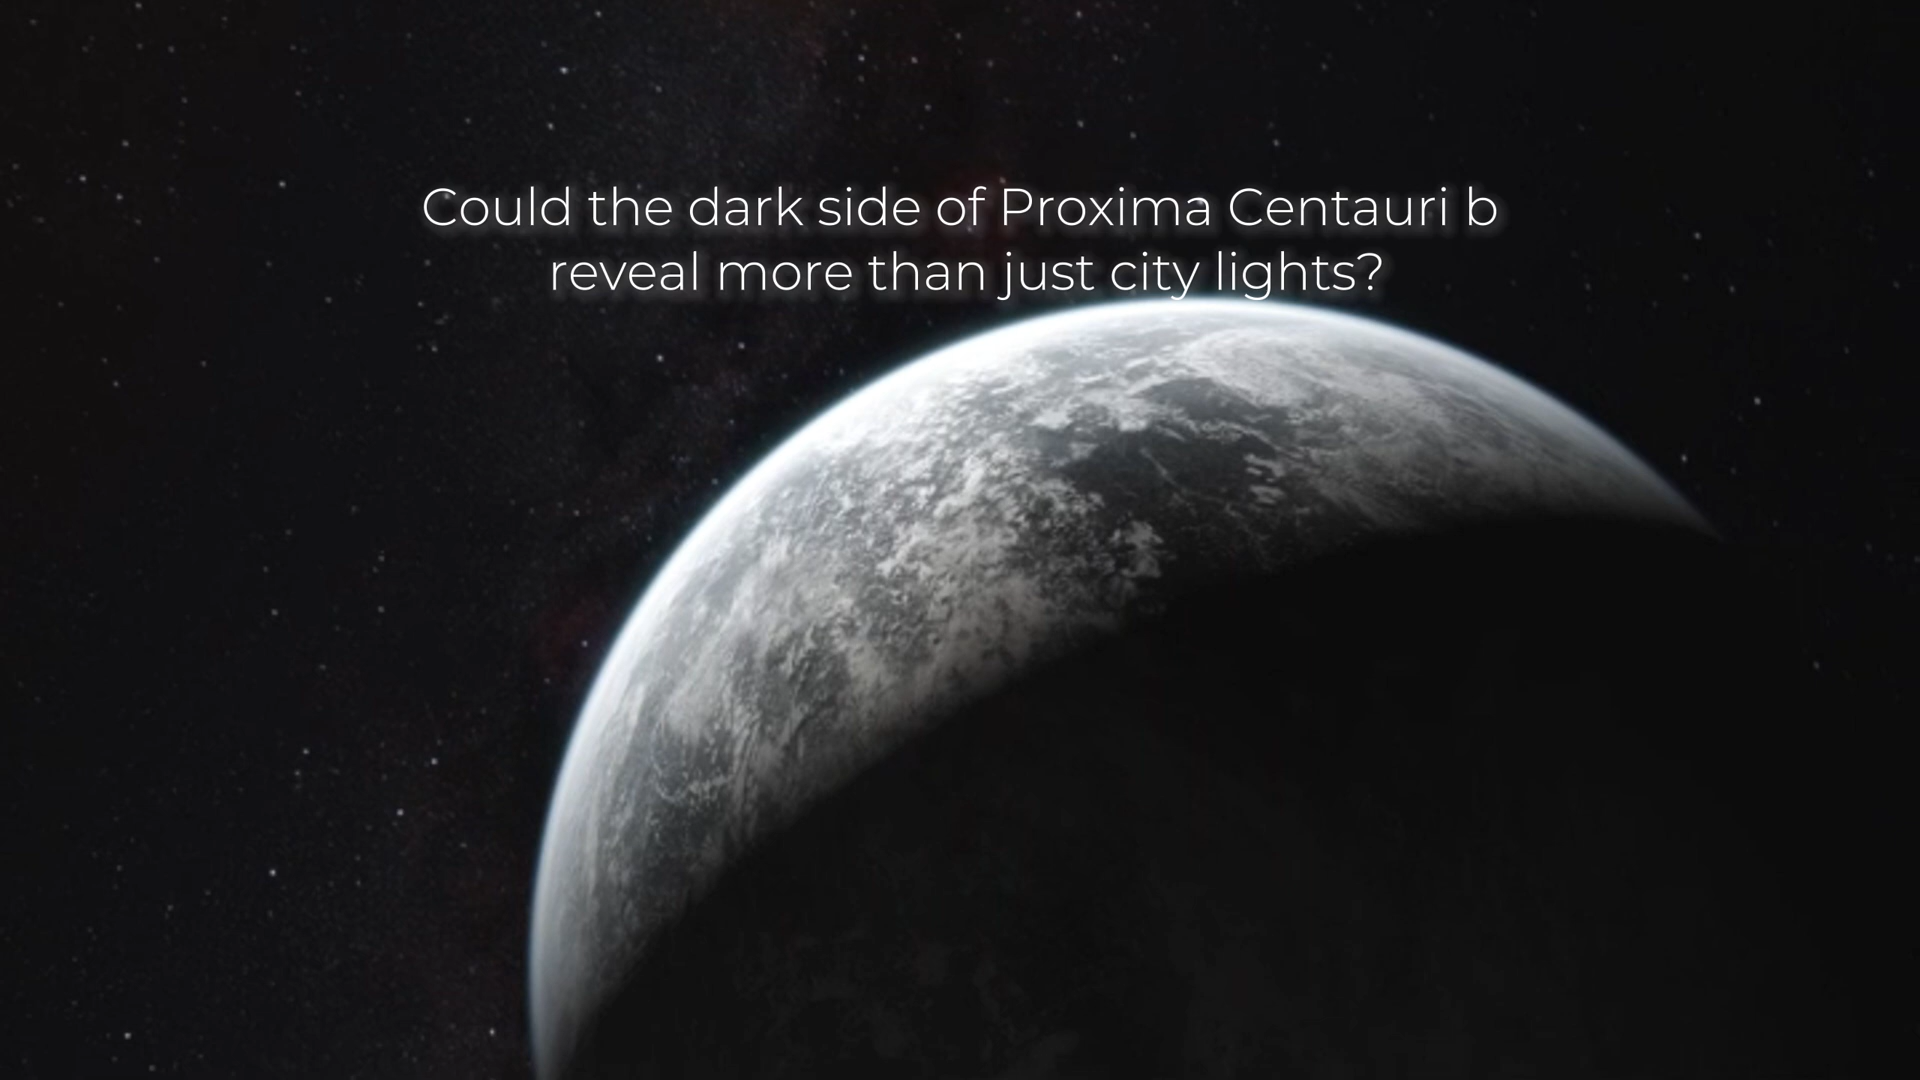 Could the dark side of Proxima Centauri b
reveal more than just city lights?